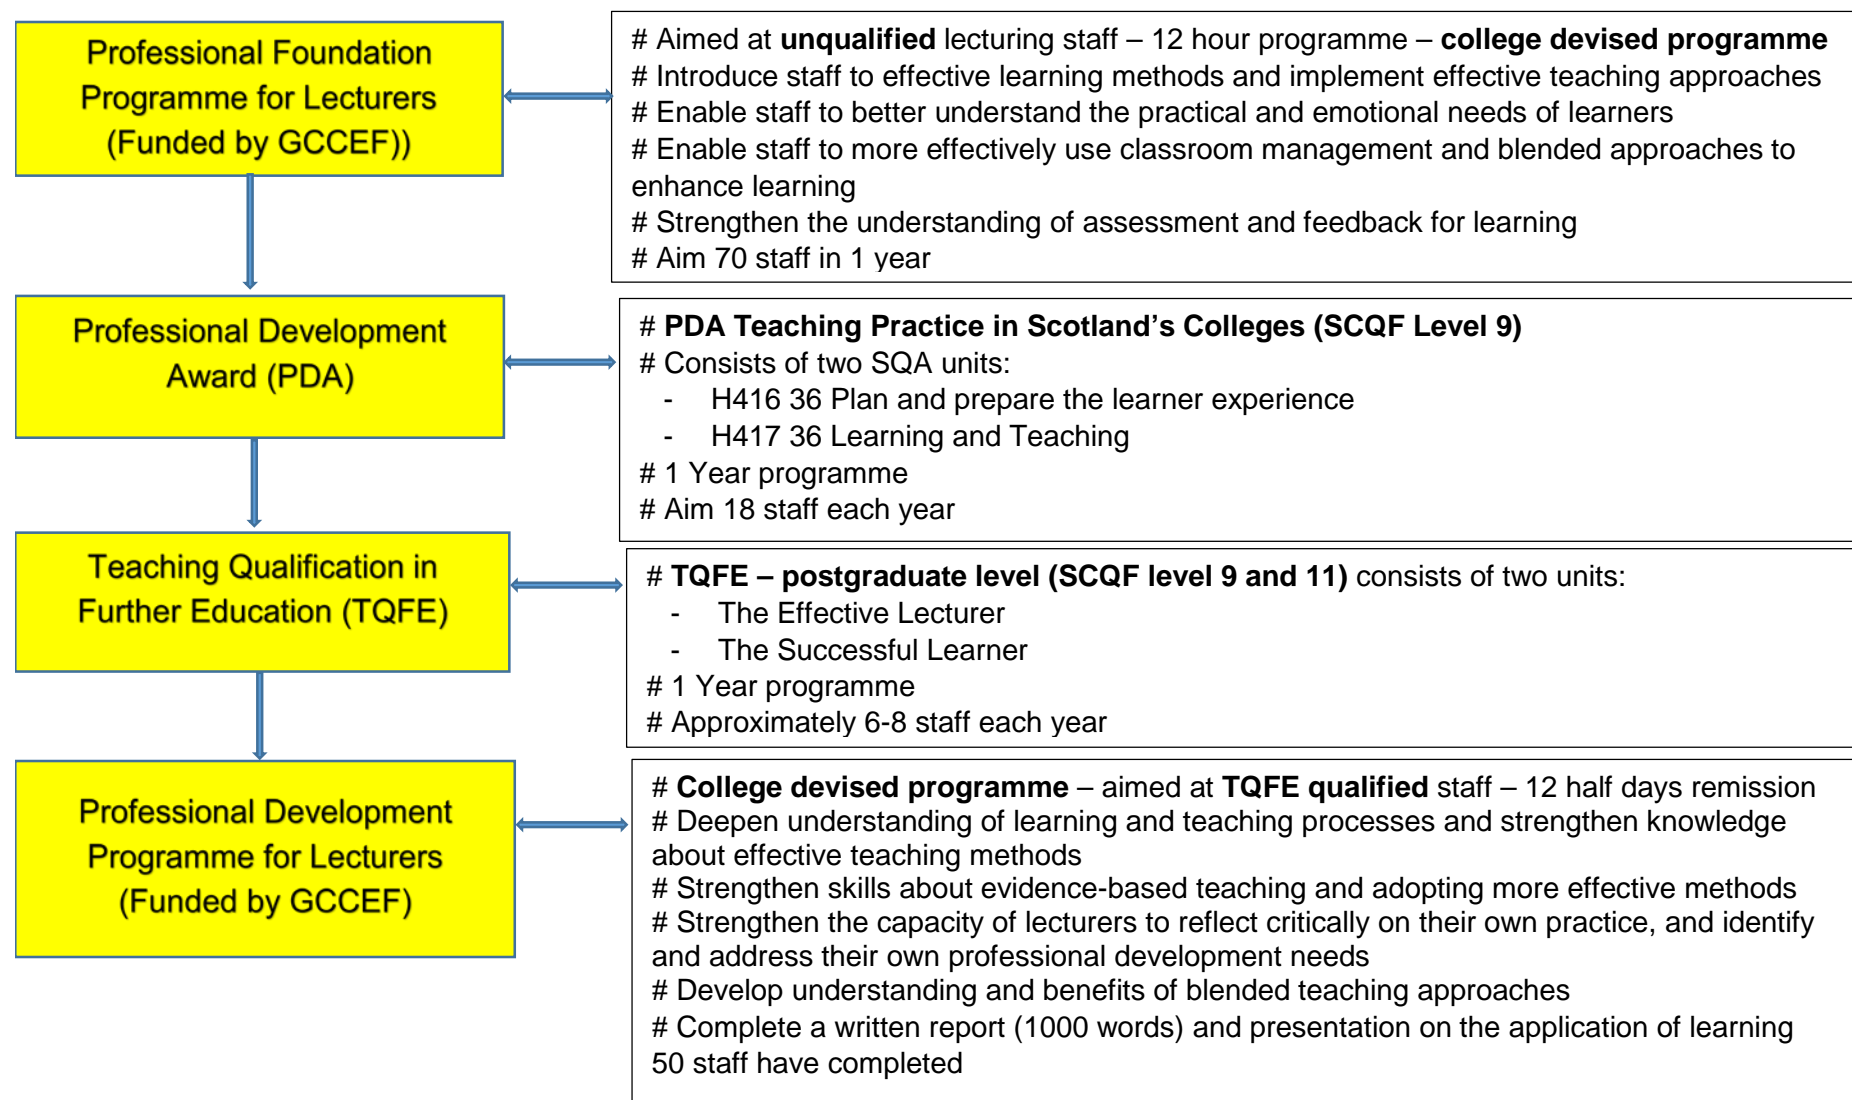 Professional Foundation
Programme for Lecturers
(Funded by GCCEF))
# Aimed at unqualified lecturing staff – 12 hour programme – college devised programme
# Introduce staff to effective learning methods and implement effective teaching approaches
# Enable staff to better understand the practical and emotional needs of learners
# Enable staff to more effectively use classroom management and blended approaches to
enhance learning
# Strengthen the understanding of assessment and feedback for learning
# Aim 70 staff in 1 year
Professional Development
Award (PDA)
# PDA Teaching Practice in Scotland’s Colleges (SCQF Level 9)
# Consists of two SQA units:
- H416 36 Plan and prepare the learner experience
- H417 36 Learning and Teaching
# 1 Year programme
# Aim 18 staff each year
Teaching Qualification in
Further Education (TQFE)
# TQFE – postgraduate level (SCQF level 9 and 11) consists of two units:
- The Effective Lecturer
- The Successful Learner
# 1 Year programme
# Approximately 6-8 staff each year
Professional Development
Programme for Lecturers
(Funded by GCCEF)
# College devised programme – aimed at TQFE qualified staff – 12 half days remission
# Deepen understanding of learning and teaching processes and strengthen knowledge
about effective teaching methods
# Strengthen skills about evidence-based teaching and adopting more effective methods
# Strengthen the capacity of lecturers to reflect critically on their own practice, and identify
and address their own professional development needs
# Develop understanding and benefits of blended teaching approaches
# Complete a written report (1000 words) and presentation on the application of learning
50 staff have completed